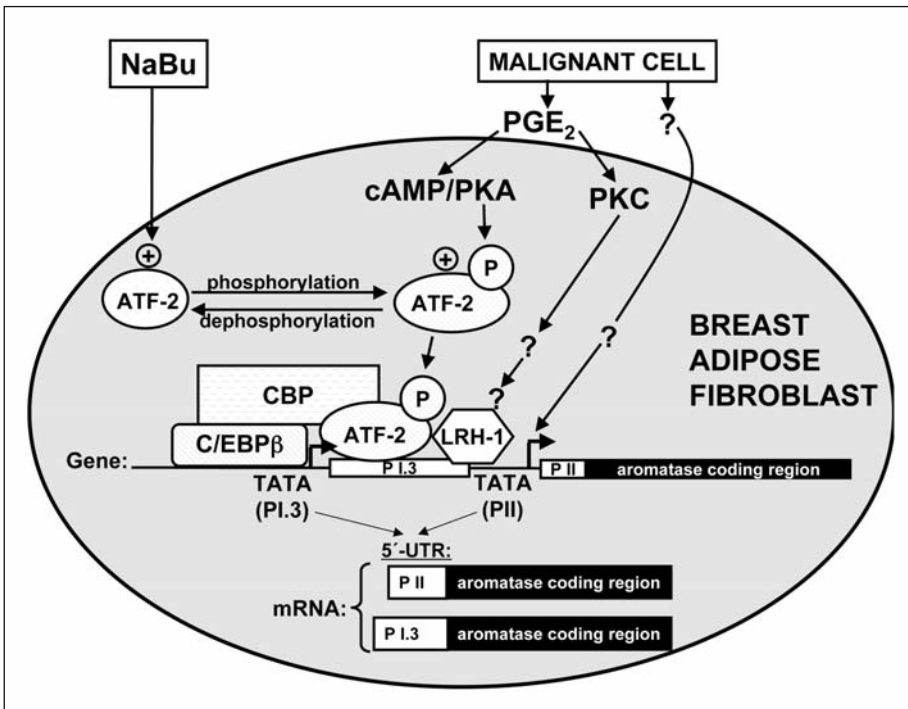 NaBu
MALIGNANT CELL
PGE₂
?
cAMP/PKA
PKC
+
ATF-2
phosphorylation
dephosphorylation
+
P
ATF-2
?
?
BREAST
ADIPOSE
FIBROBLAST
CBP
P
?
C/EBPβ
ATF-2
LRH-1
Gene:
P I.3
P II
aromatase coding region
TATA
(PI.3)
TATA
(PII)
5´-UTR:
mRNA:
P II
aromatase coding region
P I.3
aromatase coding region